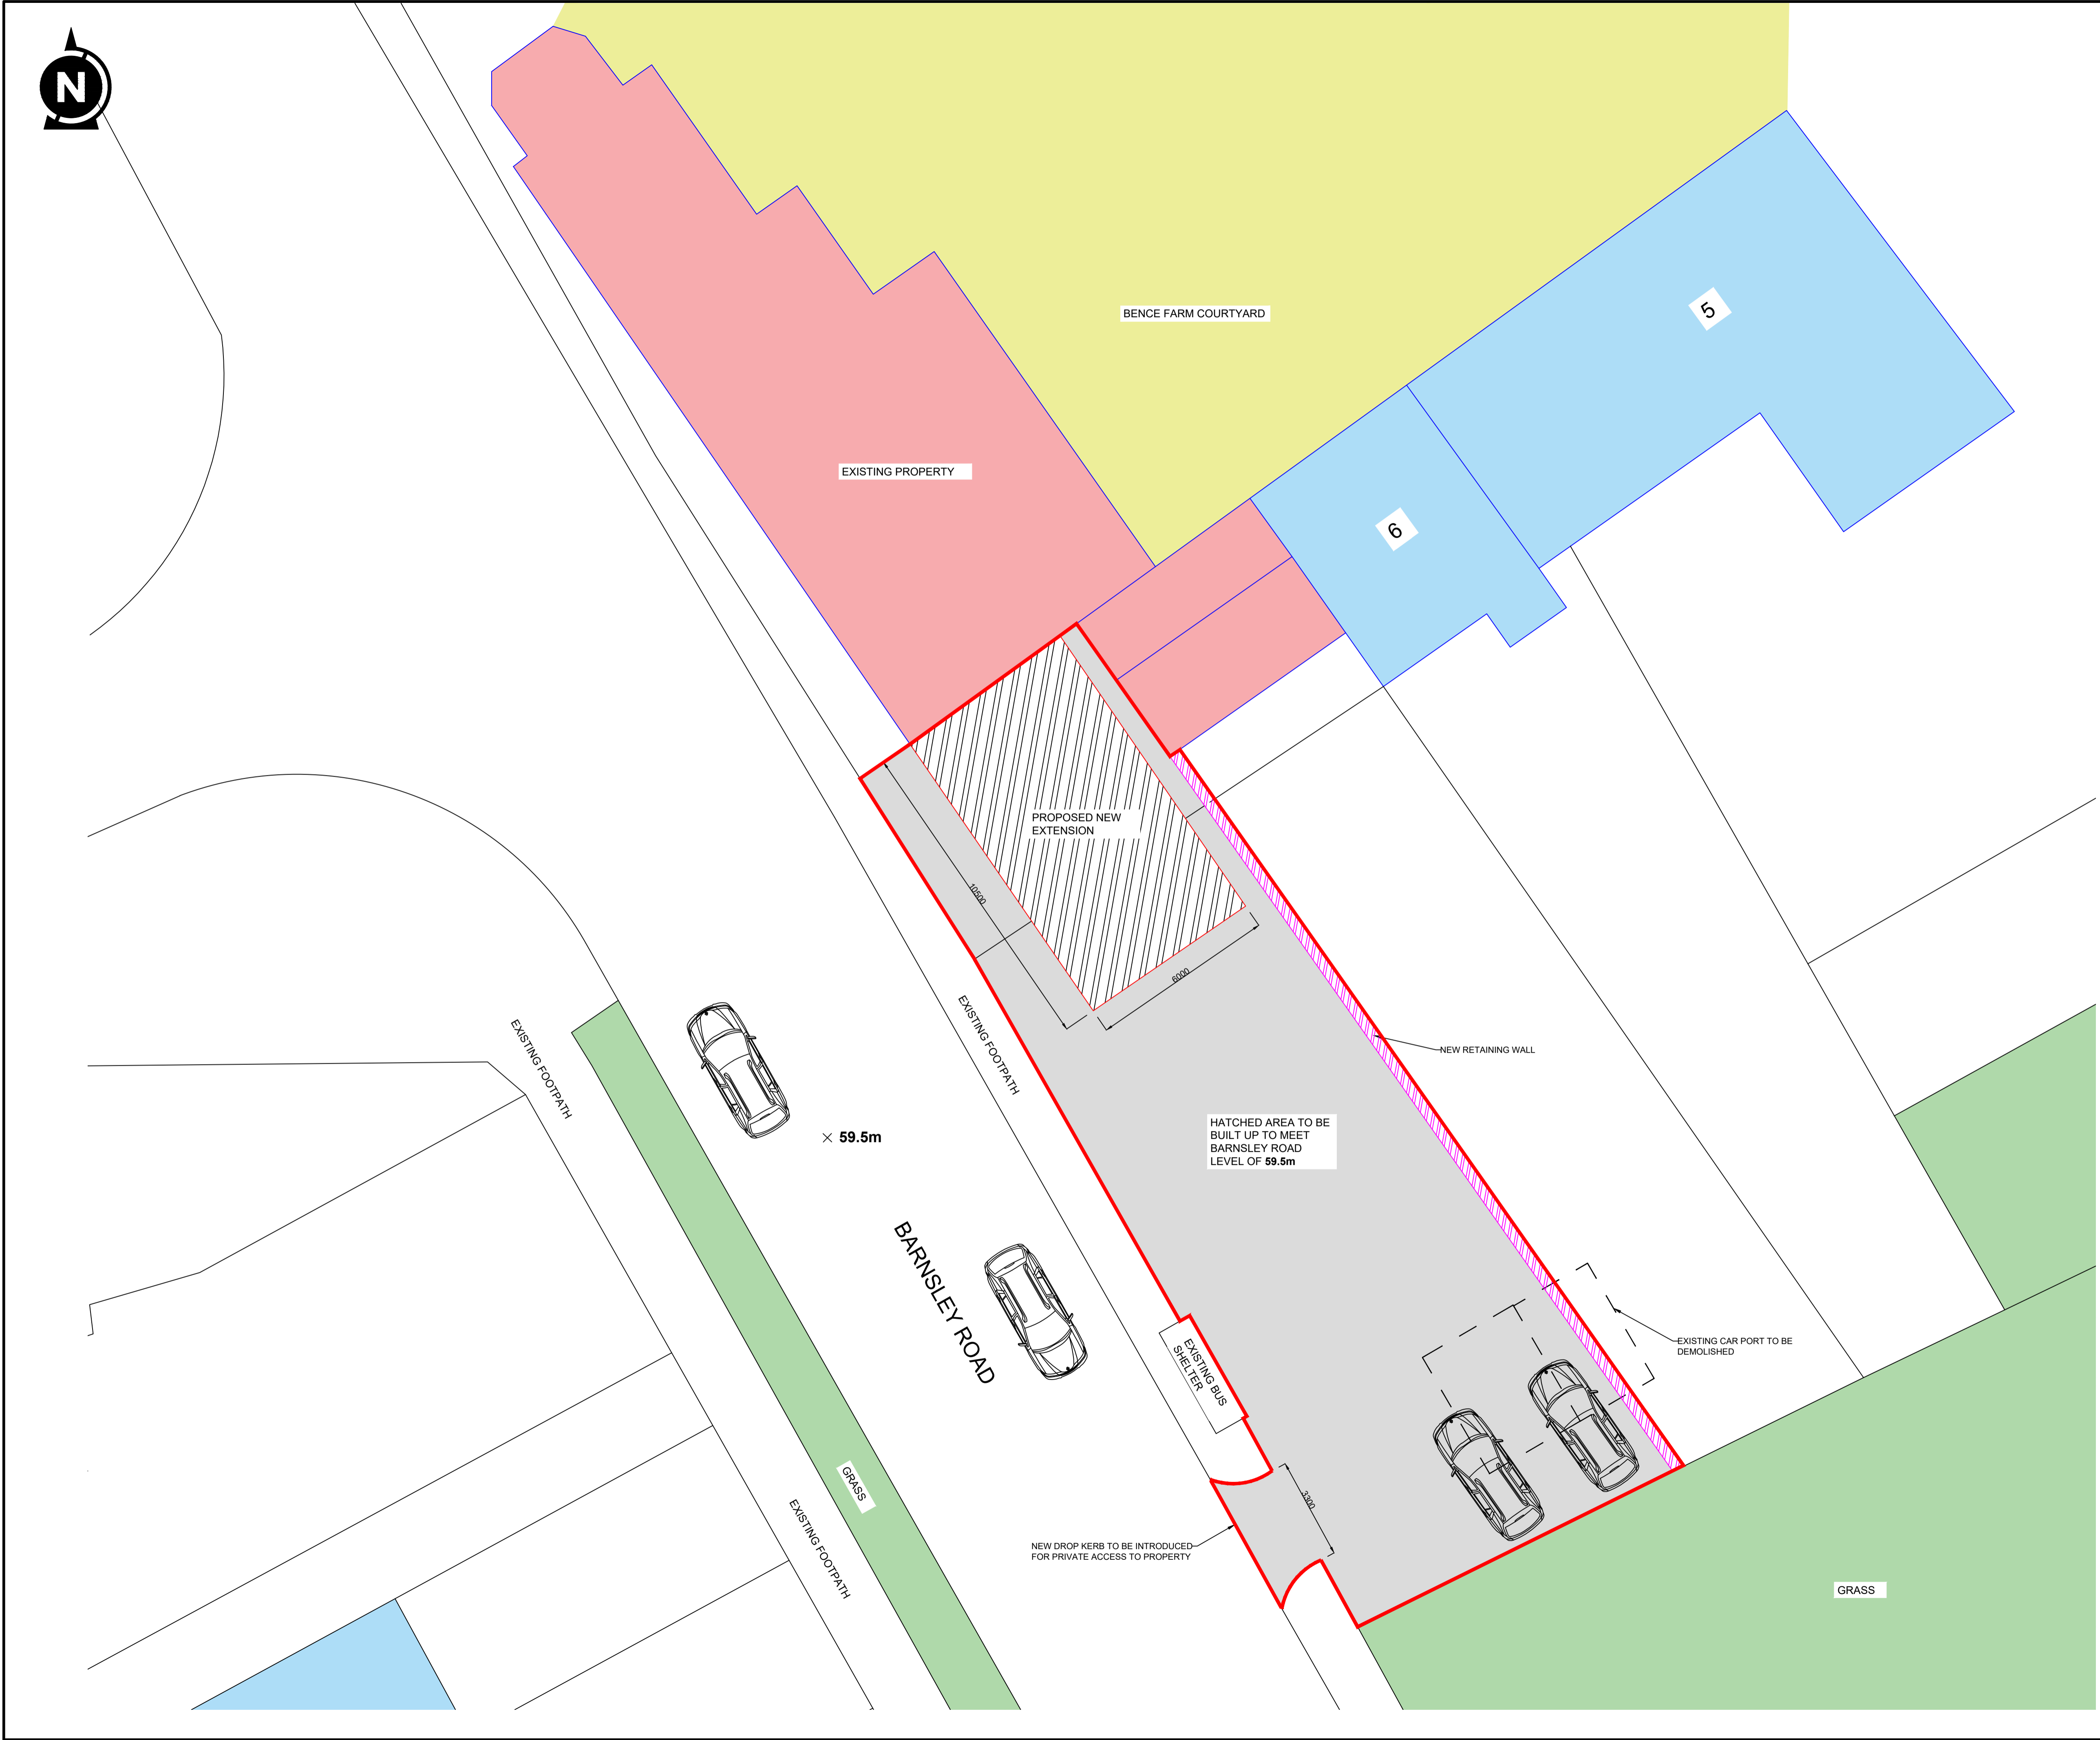 N
BENCE FARM COURTYARD
5
EXISTING PROPERTY
6
PROPOSED NEW
EXTENSION
10500
6000
EXISTING FOOTPATH
EXISTING FOOTPATH
NEW RETAINING WALL
HATCHED AREA TO BE
BUILT UP TO MEET
BARNSLEY ROAD
LEVEL OF 59.5m
59.5m
BARNSLEY ROAD
EXISTING BUS
SHELTER
EXISTING CAR PORT TO BE
DEMOLISHED
GRASS
3300
EXISTING FOOTPATH
NEW DROP KERB TO BE INTRODUCED
FOR PRIVATE ACCESS TO PROPERTY
GRASS